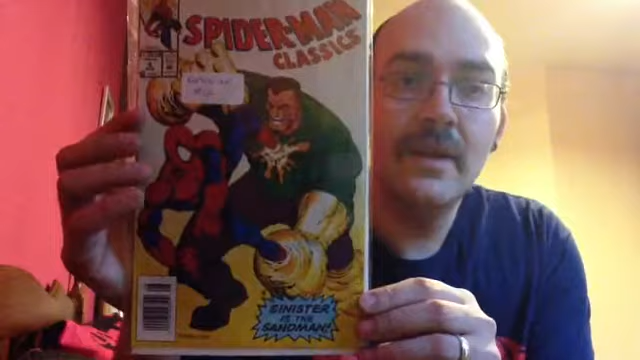 SPIDER-MAN
CLASSICS
SINISTER
IS THE
SANDMAN!